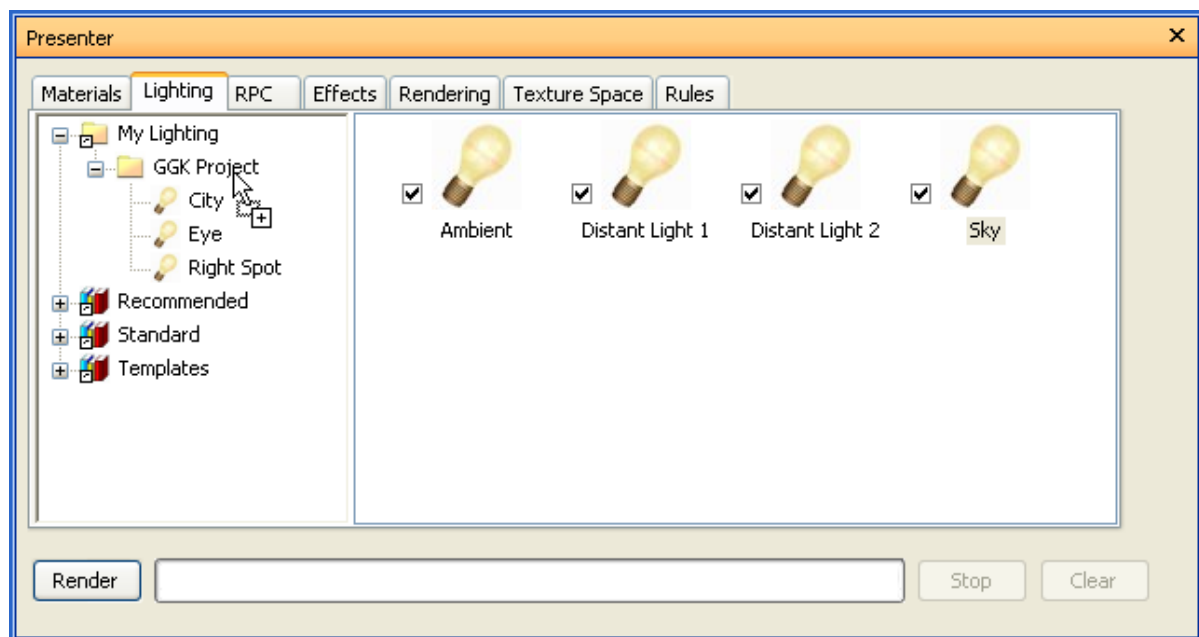 Presenter
Materials Lighting RPC Effects Rendering Texture Space Rules
My Lighting
GGK Project
City
Eye
Right Spot
Recommended
Standard
Templates
Ambient Distant Light 1 Distant Light 2 Sky
Render Stop Clear